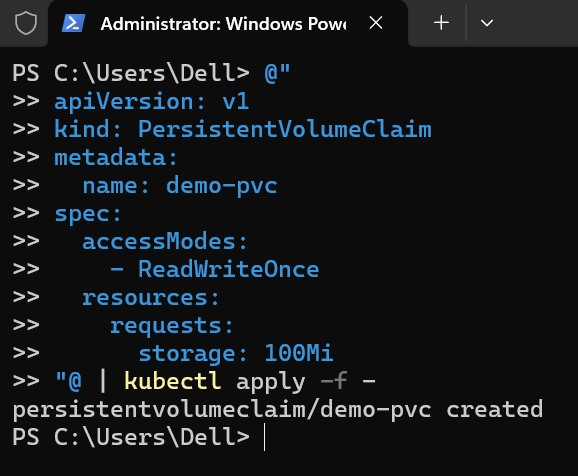 Administrator: Windows Powe
PS C:\Users\Dell> @"
>> apiVersion: v1
>> kind: PersistentVolumeClaim
>> metadata:
>>   name: demo-pvc
>> spec:
>>   accessModes:
>>     - ReadWriteOnce
>>   resources:
>>     requests:
>>       storage: 100Mi
>> "@ | kubectl apply -f -
persistentvolumeclaim/demo-pvc created
PS C:\Users\Dell>